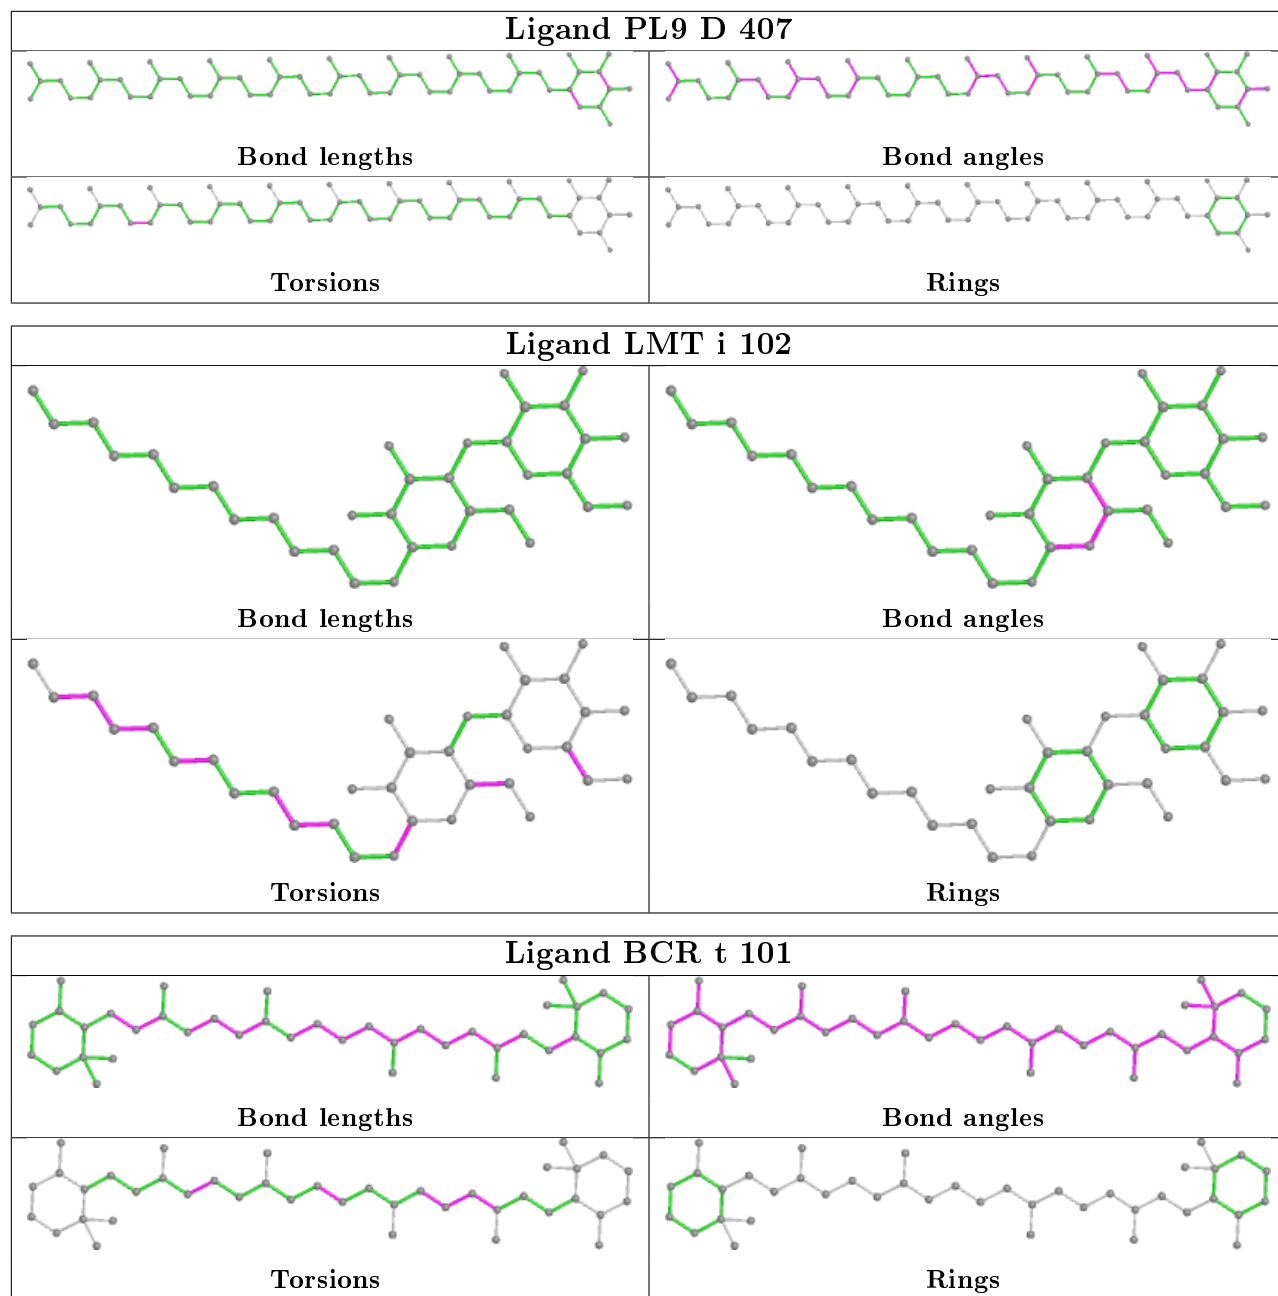 Ligand PL9 D 407
Bond lengths
Bond angles
Torsions
Rings
Ligand LMT i 102
Bond lengths
Bond angles
Torsions
Rings
Ligand BCR t 101
Bond lengths
Bond angles
Torsions
Rings